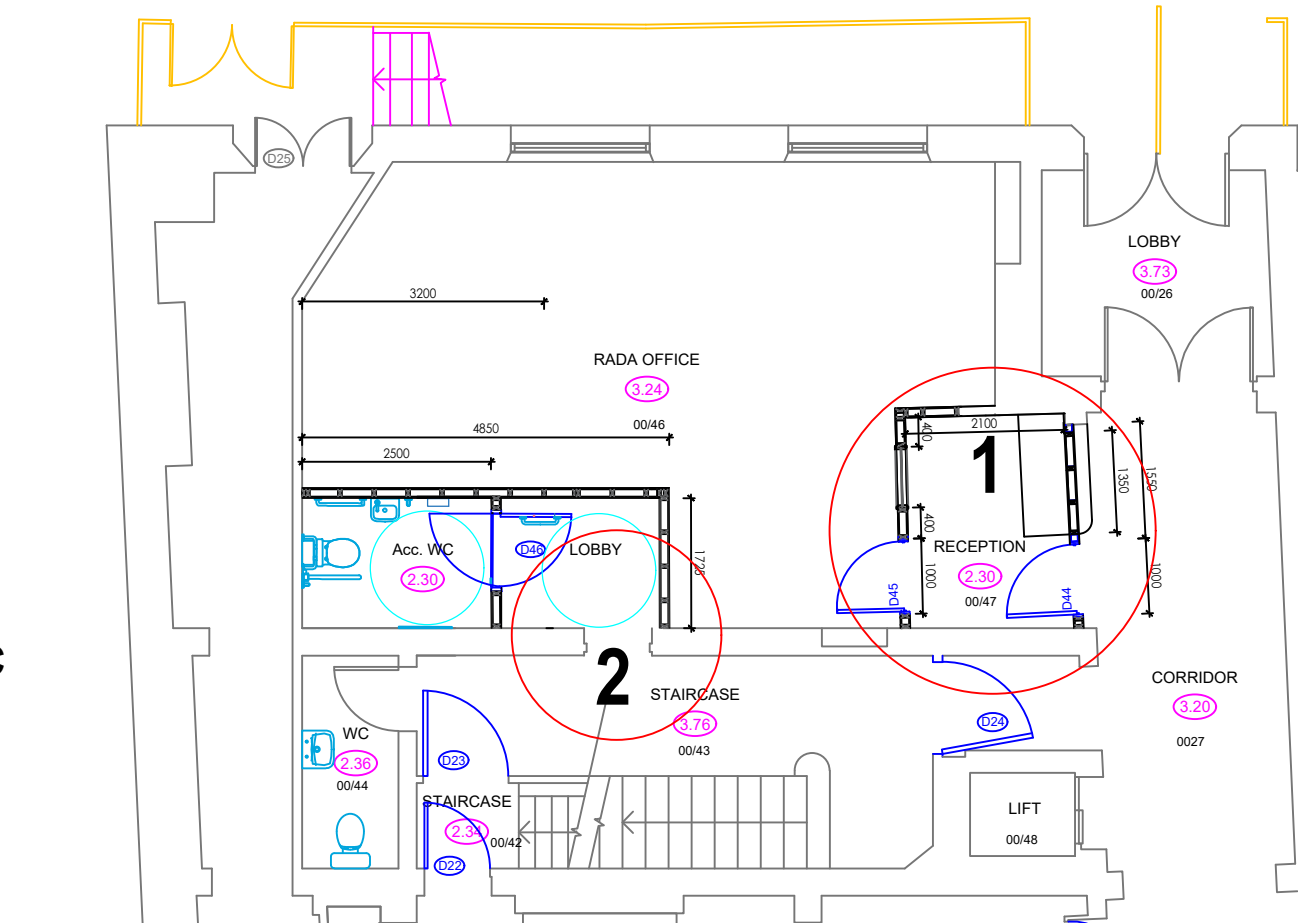 D25
LOBBY
3.73
00/26
3200
RADA OFFICE
3.24
00/46
4850
2500
2100
400
1
1350
1550
400
1725
Acc. WC
2.30
D46
LOBBY
RECEPTION
2.30
00/47
1000
1000
D45
D44
2
STAIRCASE
3.76
00/43
D24
CORRIDOR
3.20
0027
WC
2.36
00/44
D23
STAIRCASE
2.34
00/42
D22
LIFT
00/48